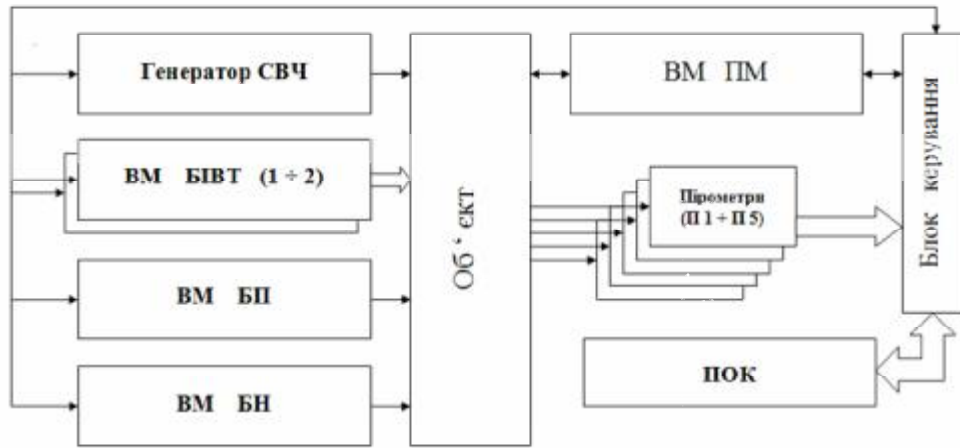 Генератор СВЧ
ВМ БІВТ (1 ÷ 2)
ВМ БП
ВМ БН
Об ‘ єкт
ВМ ПМ
Пірометри
(П 1 ÷ П 5)
ПОК
Блок керування